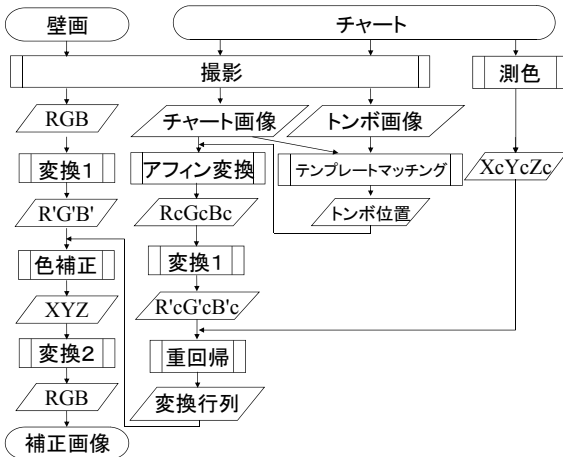 壁画
チャート
撮影
測色
RGB
チャート画像
トンボ画像
変換1
アフィン変換
テンプレートマッチング
XcYcZc
R'G'B'
RcGcBc
トンボ位置
色補正
変換1
XYZ
R'cG'cB'c
変換2
重回帰
RGB
変換行列
補正画像